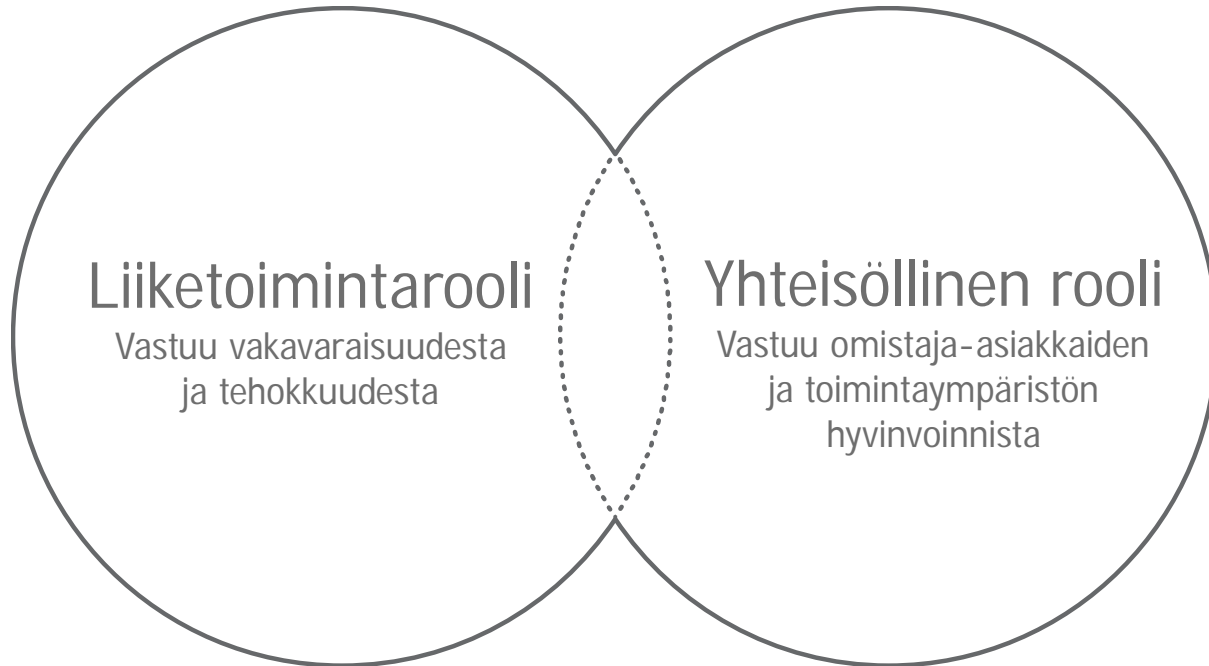 Liiketoimintarooli
Vastuu vakavaraisuudesta
ja tehokkuudesta
Yhteisöllinen rooli
Vastuu omistaja-asiakkaiden
ja toimintaympäristön
hyvinvoinnista